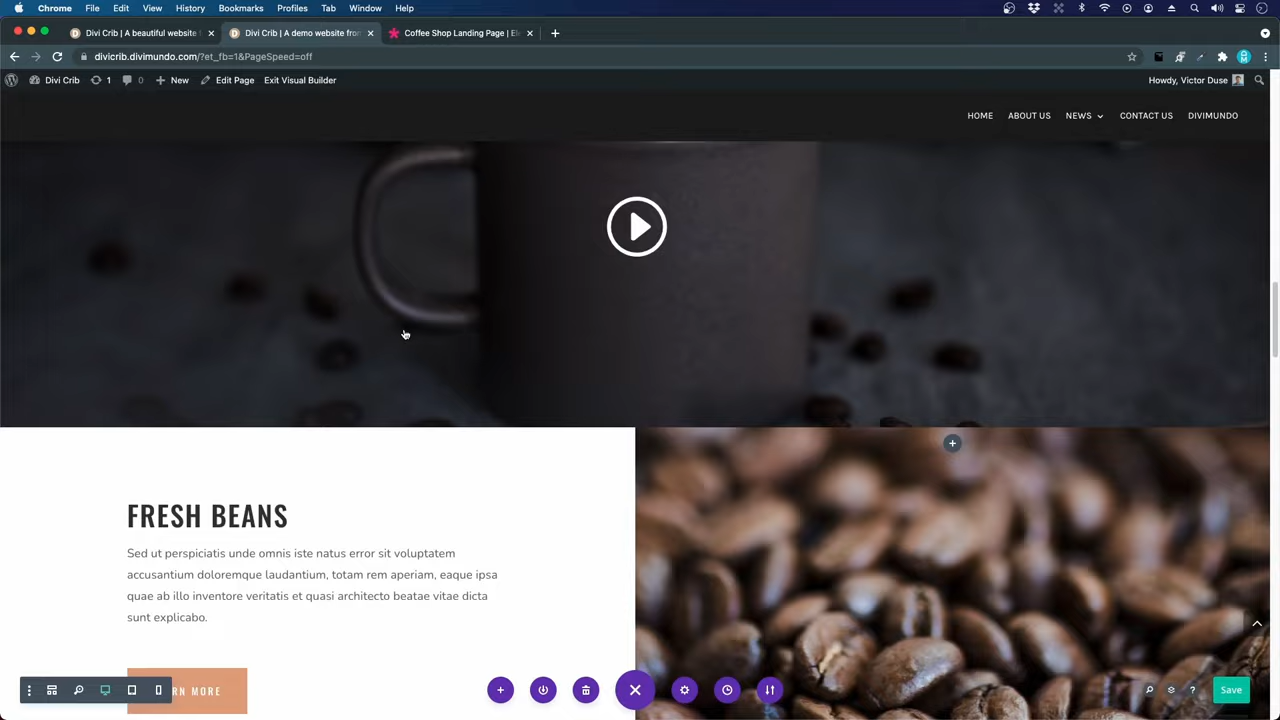 Chrome File Edit View History Bookmarks Profiles Tab Window Help
Divi Crib | A beautiful website
Divi Crib | A demo website fro
Coffee Shop Landing Page | Ele
divicrib.divimundo.com/?et_fb=1&PageSpeed=off
Divi Crib 1 0 New Edit Page Exit Visual Builder Howdy, Victor Duse
HOME ABOUT US NEWS CONTACT US DIVIMUNDO
FRESH BEANS
Sed ut perspiciatis unde omnis iste natus error sit voluptatem
accusantium doloremque laudantium, totam rem aperiam, eaque ipsa
quae ab illo inventore veritatis et quasi architecto beatae vitae dicta
sunt explicabo.
RN MORE
Save